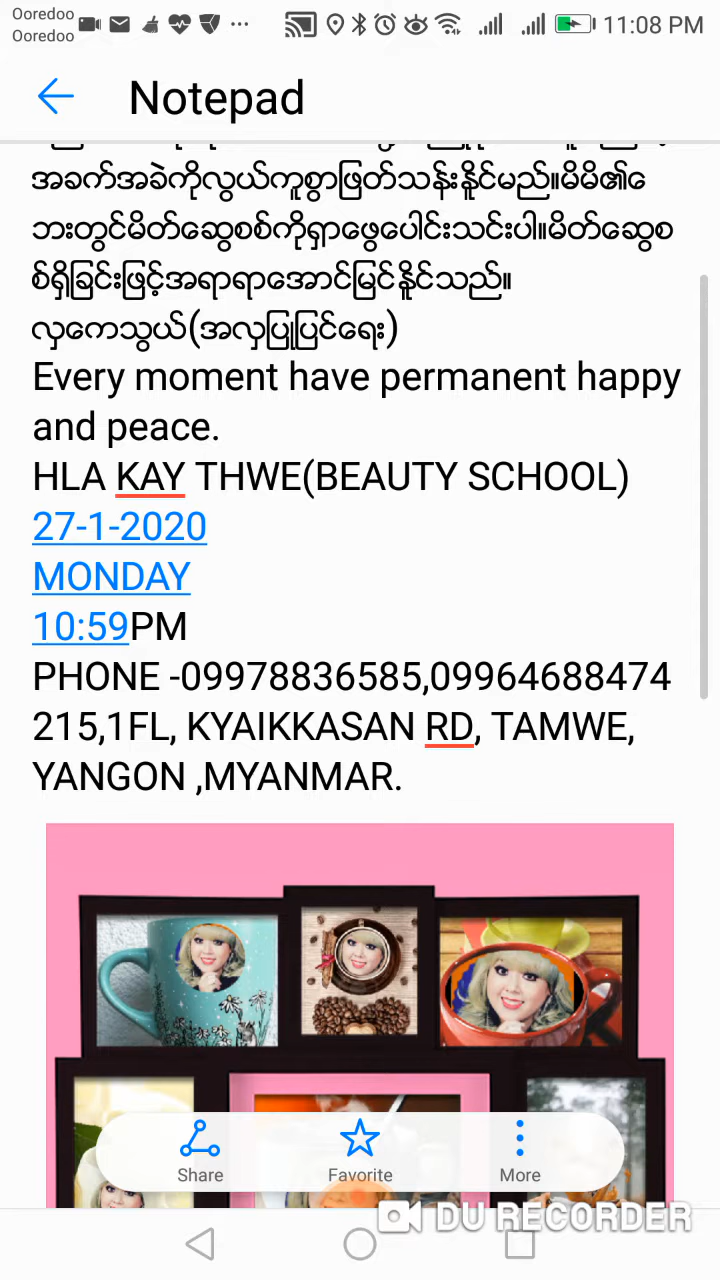 Ooredoo
Ooredoo
11:08 PM
Notepad
အခက်အခဲကိုလွယ်ကူစွာဖြတ်သန်းနိူင်မည်။မိမိ၏ဘေ
ဘေးတွင်မိတ်ဆွေစစ်ကိုရှာဖွေပေါင်းသင်းပါ။မိတ်ဆွေစ
စ်ရှိခြင်းဖြင့်အရာရာအောင်မြင်နိူင်သည်။
လှကေသွယ်(အလှပြုပြင်ရေး)
Every moment have permanent happy
and peace.
HLA KAY THWE(BEAUTY SCHOOL)
27-1-2020
MONDAY
10:59PM
PHONE -09978836585,09964688474
215,1FL, KYAIKKASAN RD, TAMWE,
YANGON ,MYANMAR.
Share
Favorite
More
DU RECORDER